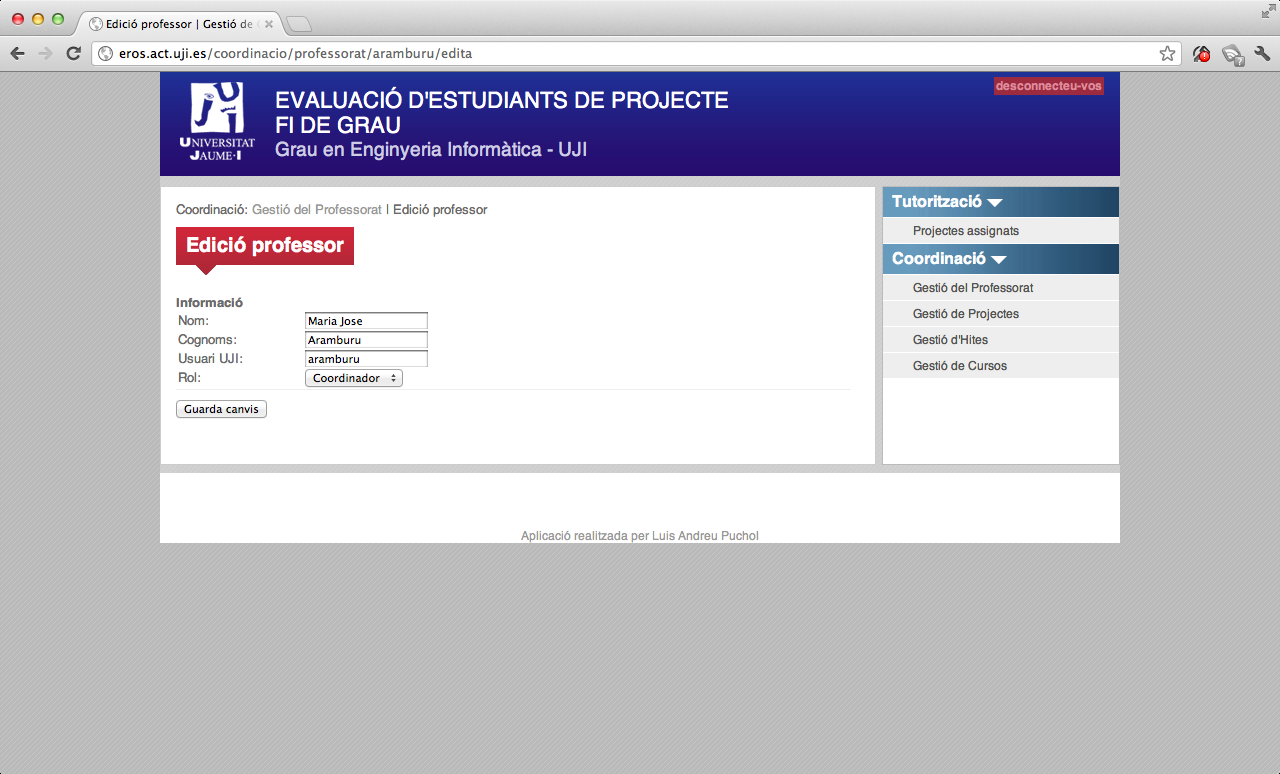 Edició professor | Gestió de
eros.act.uji.es/coordinacio/professorat/aramburu/edita
desconnecteu-vos
UNIVERSITAT
JAUME·I
EVALUACIÓ D'ESTUDIANTS DE PROJECTE
FI DE GRAU
Grau en Enginyeria Informàtica - UJI
Coordinació: Gestió del Professorat | Edició professor
Edició professor
Informació
Nom: Maria Jose
Cognoms: Aramburu
Usuari UJI: aramburu
Rol: Coordinador
Guarda canvis
Tutorització
Projectes assignats
Coordinació
Gestió del Professorat
Gestió de Projectes
Gestió d'Hites
Gestió de Cursos
Aplicació realitzada per Luis Andreu Puchol